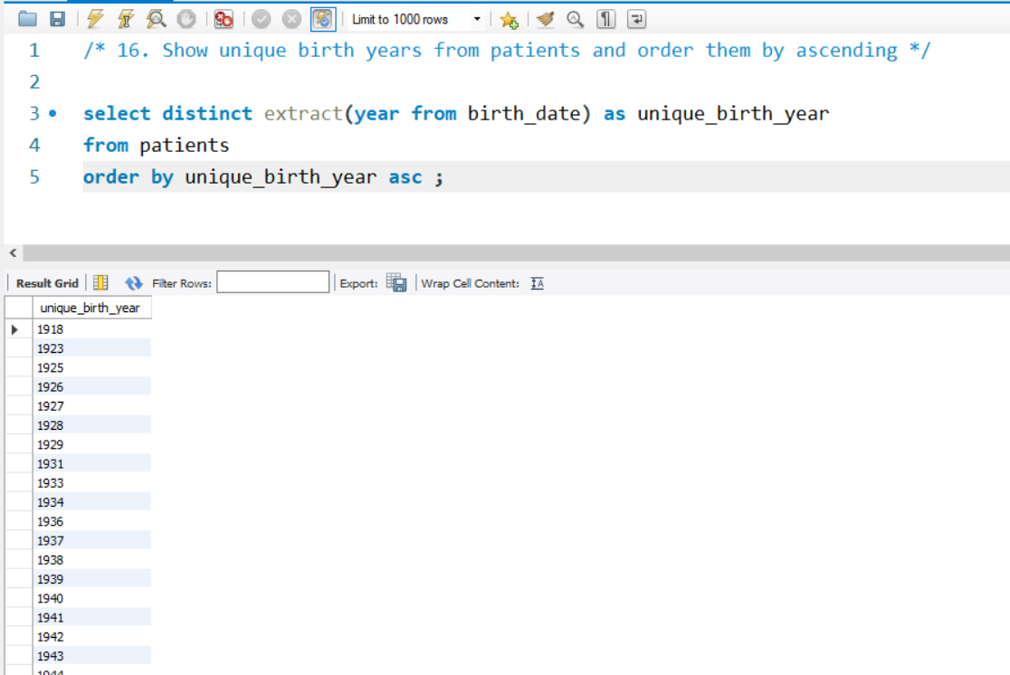 Limit to 1000 rows
1 /* 16. Show unique birth years from patients and order them by ascending */
2
3 select distinct extract(year from birth_date) as unique_birth_year
4 from patients
5 order by unique_birth_year asc ;
Result Grid Filter Rows: Export: Wrap Cell Content:
unique_birth_year
1918
1923
1925
1926
1927
1928
1929
1931
1933
1934
1936
1937
1938
1939
1940
1941
1942
1943
1944